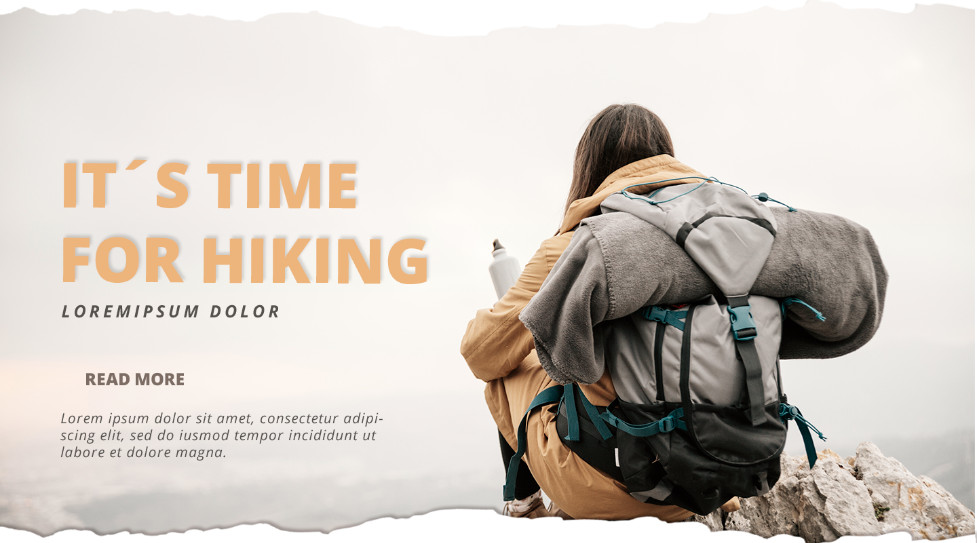 IT´S TIME
FOR HIKING
LOREMIPSUM DOLOR
READ MORE
Lorem ipsum dolor sit amet, consectetur adipi-
scing elit, sed do iusmod tempor incididunt ut
labore et dolore magna.